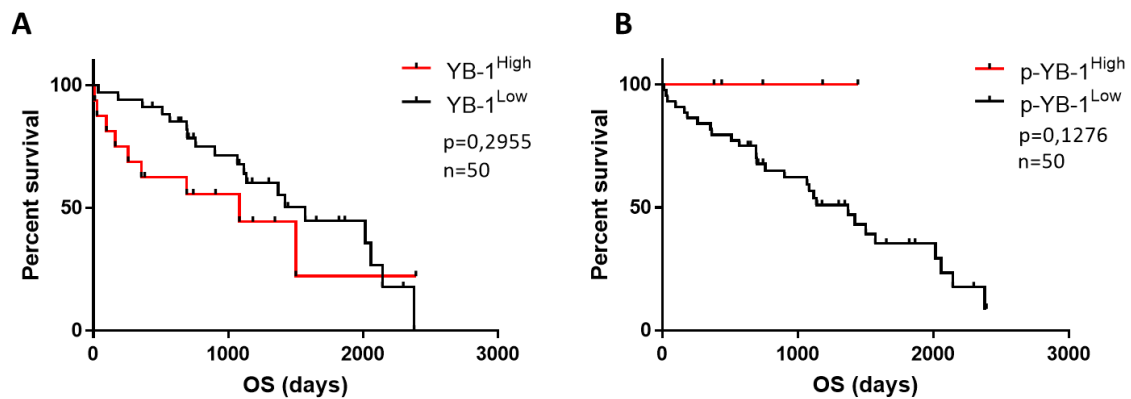 A
Percent survival
100
50
0
0 1000 2000 3000
OS (days)
YB-1High
YB-1Low
p=0,2955
n=50
B
Percent survival
100
50
0
0 1000 2000 3000
OS (days)
p-YB-1High
p-YB-1Low
p=0,1276
n=50